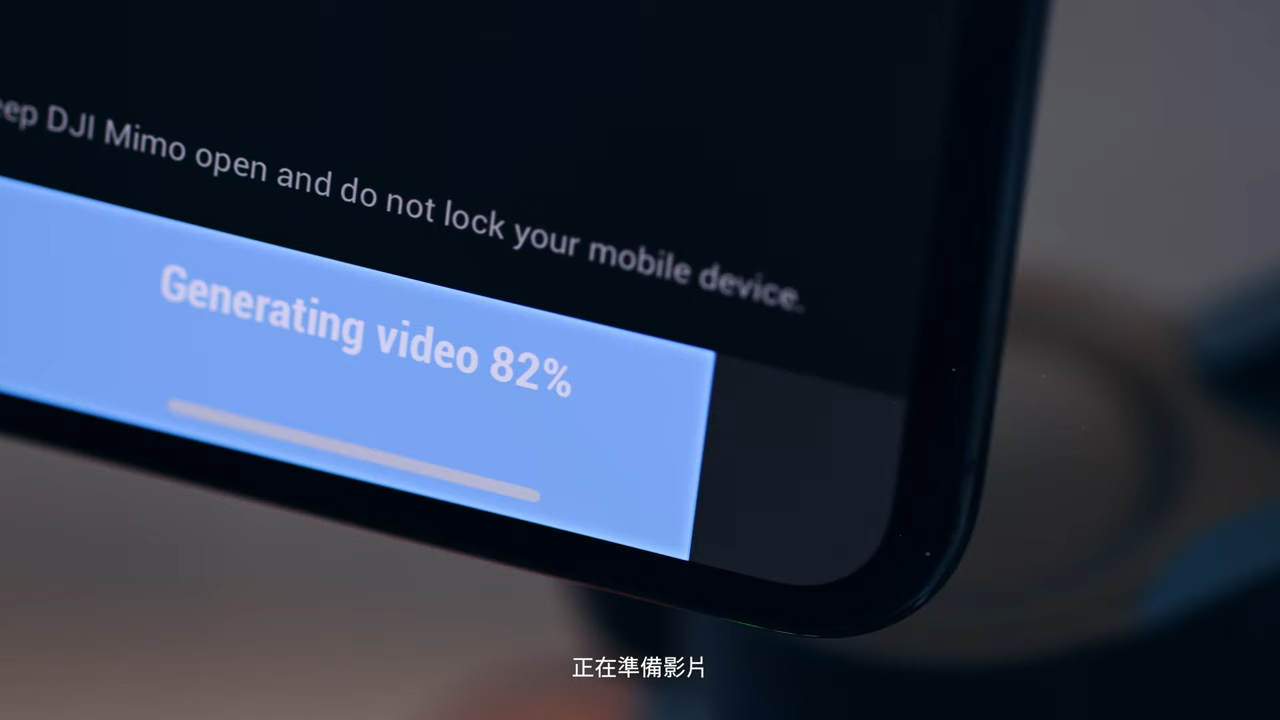 eep DJI Mimo open and do not lock your mobile device.
Generating video 82%
正在準備影片